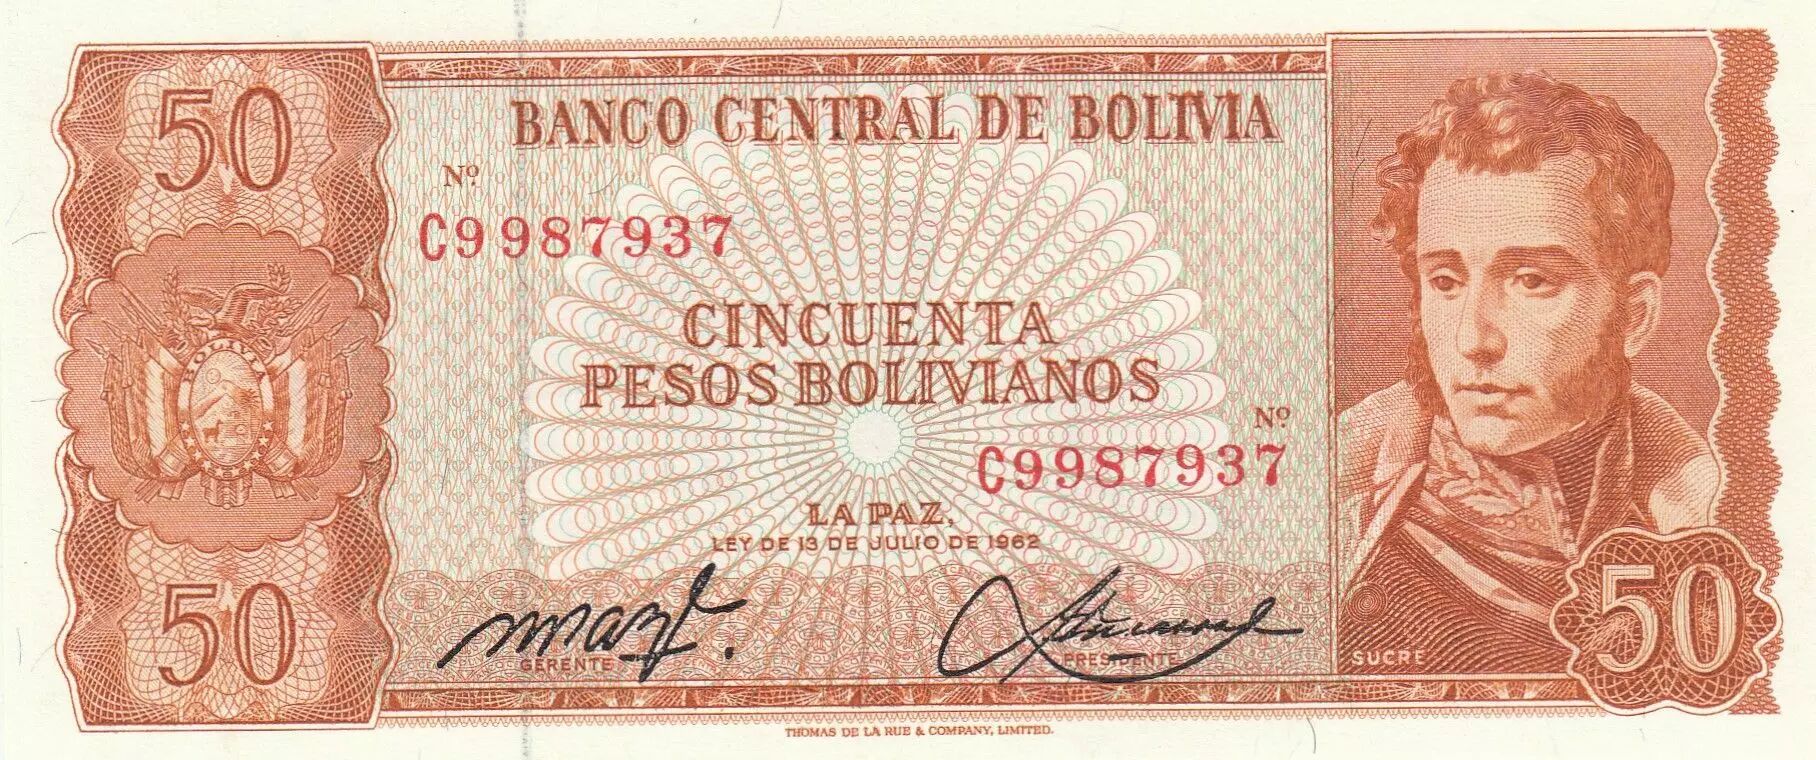 50
BANCO CENTRAL DE BOLIVIA
Nº
C9987937
BOLIVIA
CINCUENTA
PESOS BOLIVIANOS
Nº
C9987937
LA PAZ,
LEY DE 13 DE JULIO DE 1962
50
GERENTE
PRESIDENTE
SUCRE
50
THOMAS DE LA RUE & COMPANY, LIMITED.